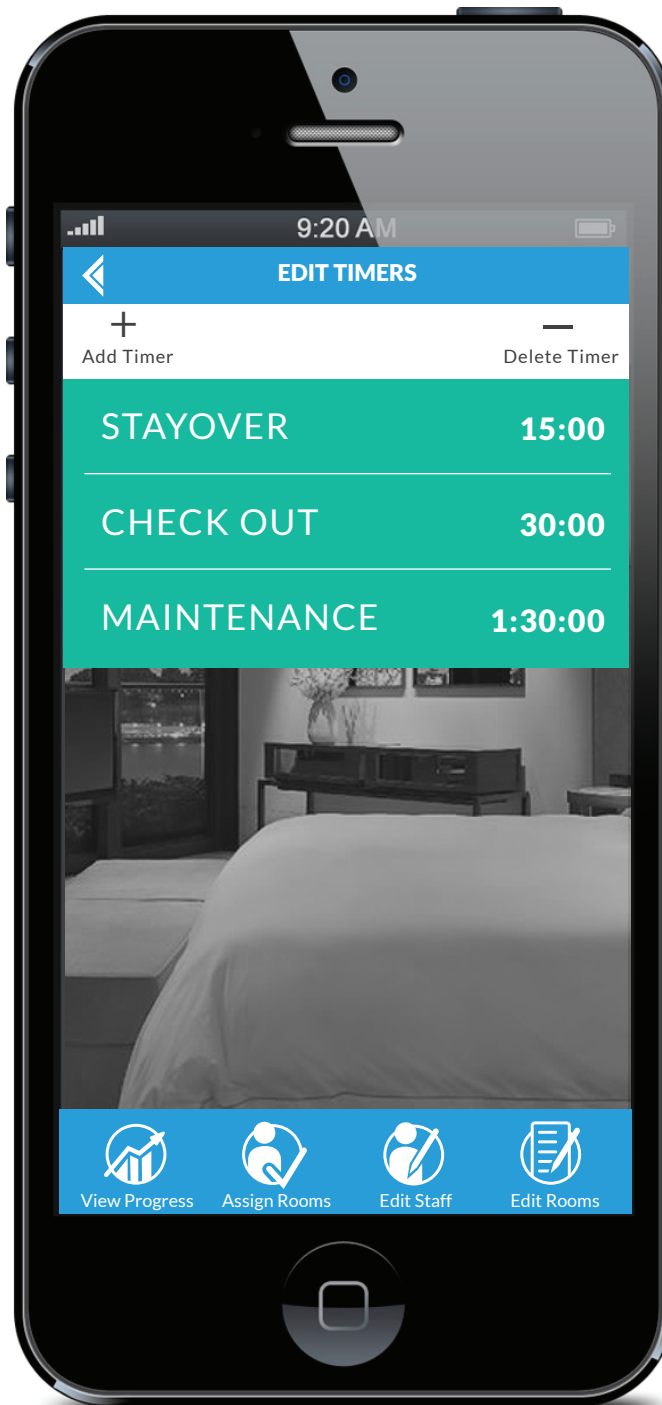 9:20 AM
EDIT TIMERS
Add Timer
Delete Timer
STAYOVER 15:00
CHECK OUT 30:00
MAINTENANCE 1:30:00
View Progress Assign Rooms Edit Staff Edit Rooms